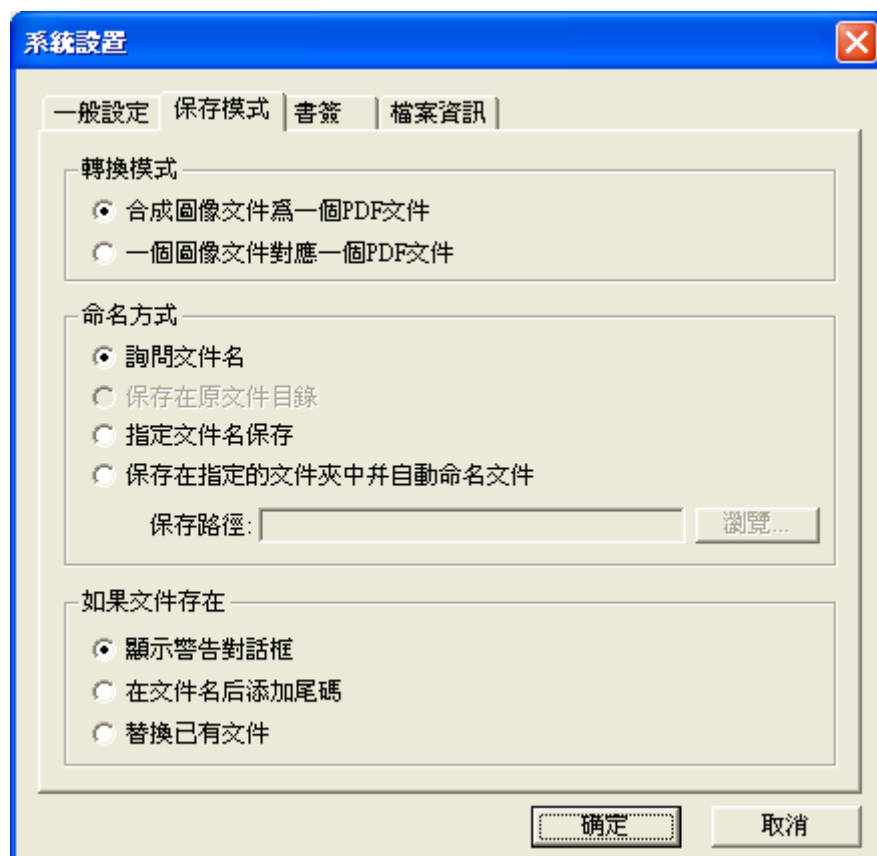 系統設置
一般設定 保存模式 書簽 檔案資訊
轉換模式
合成圖像文件爲一個PDF文件
一個圖像文件對應一個PDF文件
命名方式
詢問文件名
保存在原文件目錄
指定文件名保存
保存在指定的文件夾中幷自動命名文件
保存路徑: 瀏覽...
如果文件存在
顯示警告對話框
在文件名后添加尾碼
替換已有文件
确定 取消